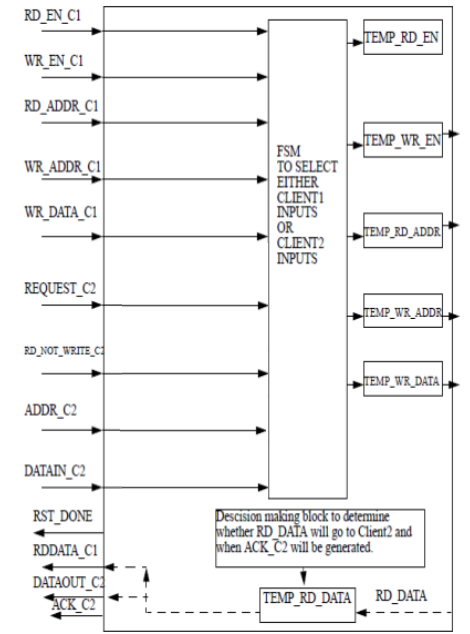 RD_EN_C1
WR_EN_C1
RD_ADDR_C1
WR_ADDR_C1
WR_DATA_C1
REQUEST_C2
RD_NOT_WRITE_C2
ADDR_C2
DATAIN_C2
RST_DONE
RDDATA_C1
DATAOUT_C2
ACK_C2
FSM
TO SELECT
EITHER
CLIENT1
INPUTS
OR
CLIENT2
INPUTS
TEMP_RD_EN
TEMP_WR_EN
TEMP_RD_ADDR
TEMP_WR_ADDR
TEMP_WR_DATA
Descision making block to determine
whether RD_DATA will go to Client2 and
when ACK_C2 will be generated.
TEMP_RD_DATA
RD_DATA